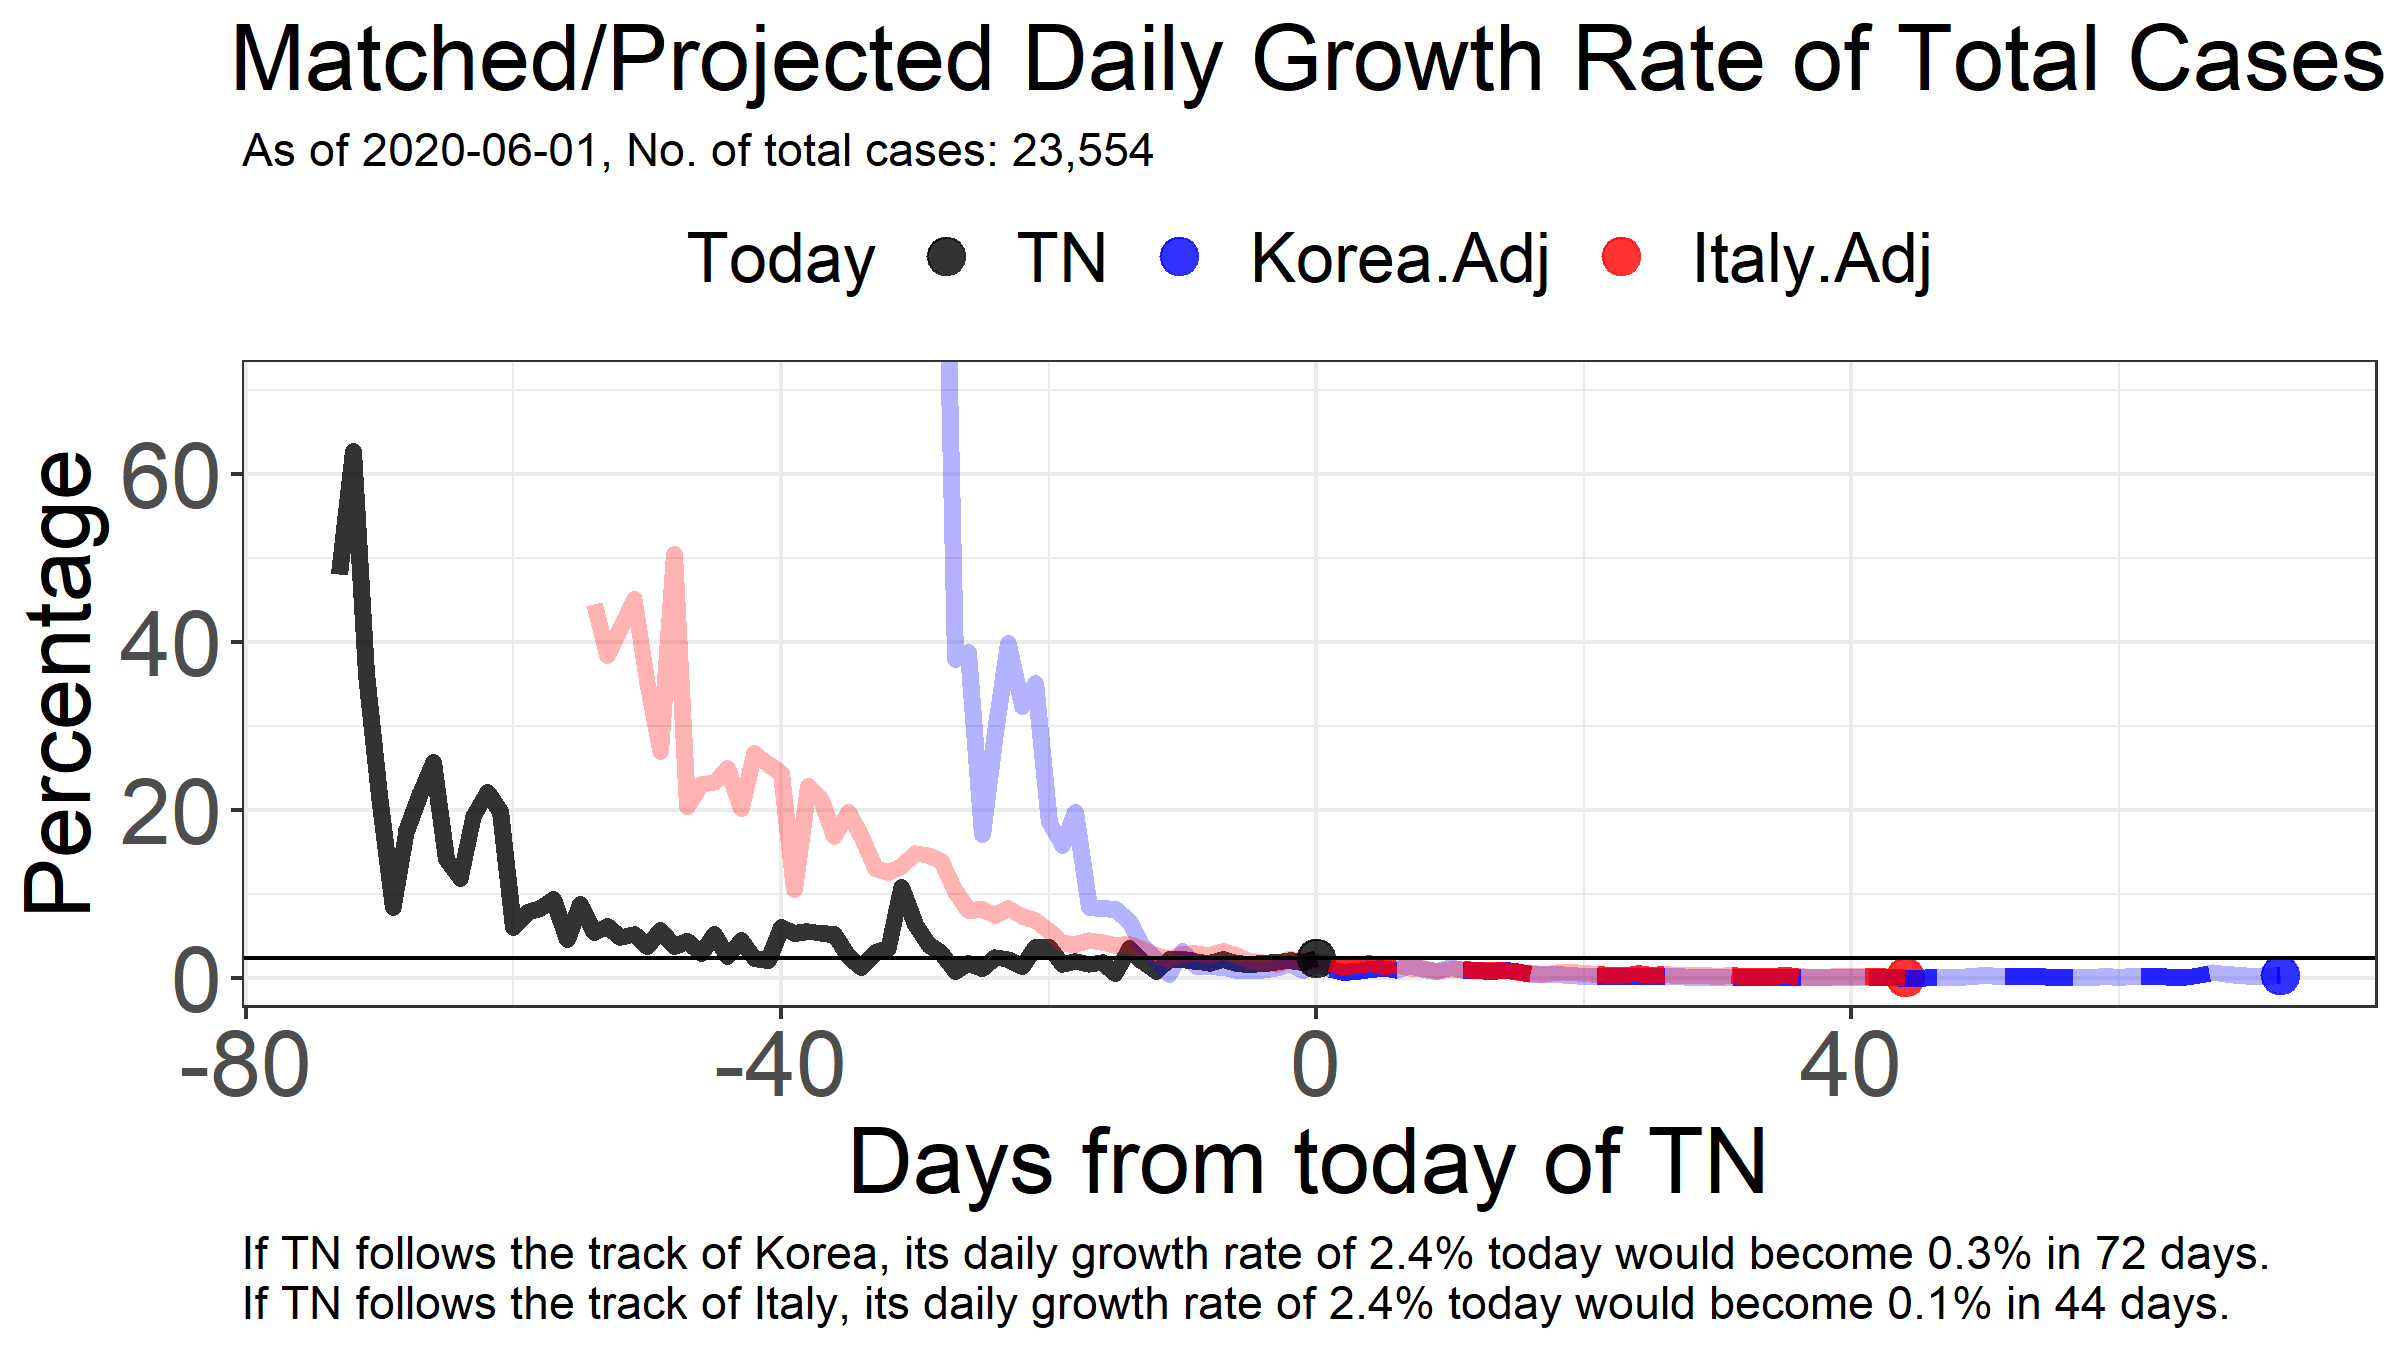 Matched/Projected Daily Growth Rate of Total Cases
As of 2020-06-01, No. of total cases: 23,554
Today TN Korea.Adj Italy.Adj
Percentage
60
40
20
0
-80 -40 0 40
Days from today of TN
If TN follows the track of Korea, its daily growth rate of 2.4% today would become 0.3% in 72 days.
If TN follows the track of Italy, its daily growth rate of 2.4% today would become 0.1% in 44 days.